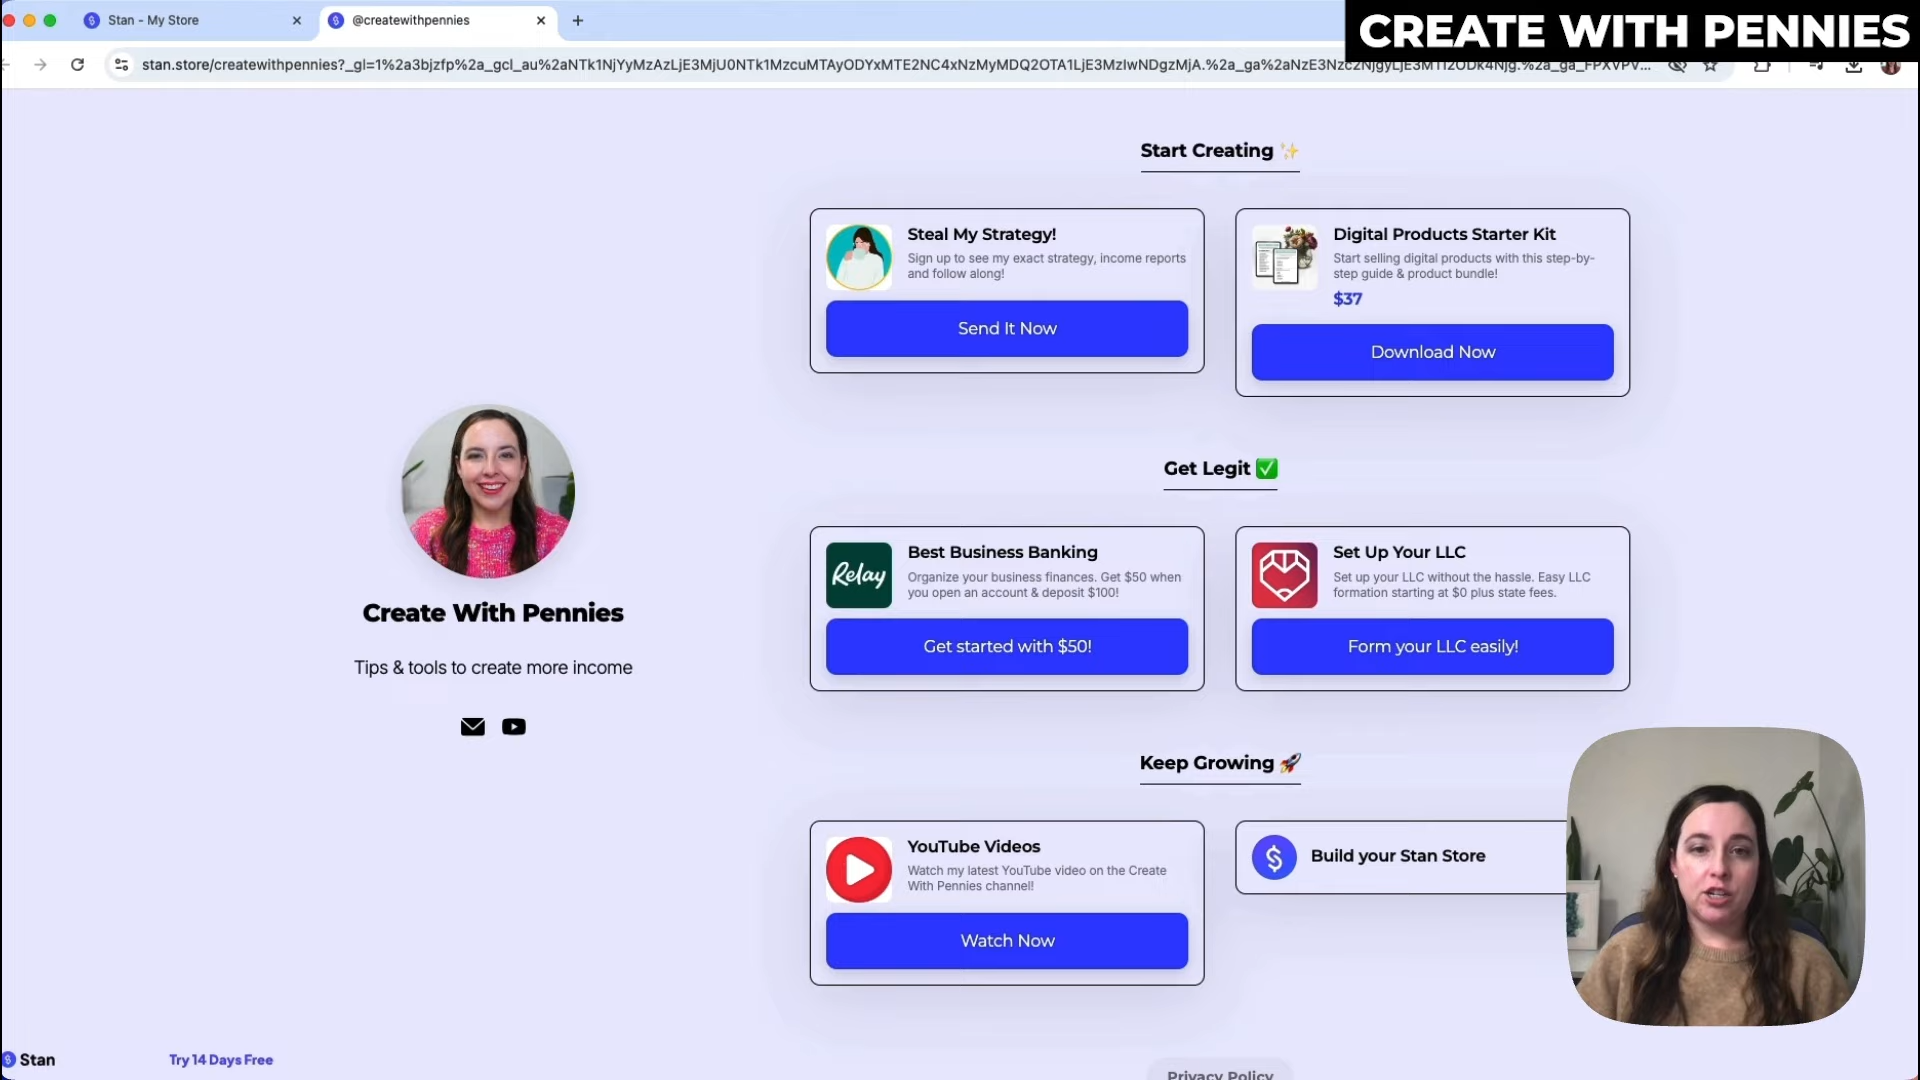 Stan - My Store
@createwithpennies
CREATE WITH PENNIES
Start Creating ✨
Steal My Strategy!
Sign up to see my exact strategy, income reports
and follow along!
Send It Now
Digital Products Starter Kit
Start selling digital products with this step-by-
step guide & product bundle!
$37
Download Now
Create With Pennies
Tips & tools to create more income
Get Legit ✅
Relay
Best Business Banking
Organize your business finances. Get $50 when
you open an account & deposit $100!
Get started with $50!
Set Up Your LLC
Set up your LLC without the hassle. Easy LLC
formation starting at $0 plus state fees.
Form your LLC easily!
Keep Growing 🚀
YouTube Videos
Watch my latest YouTube video on the Create
With Pennies channel!
Watch Now
Build your Stan Store
Stan
Try 14 Days Free
Privacy Policy